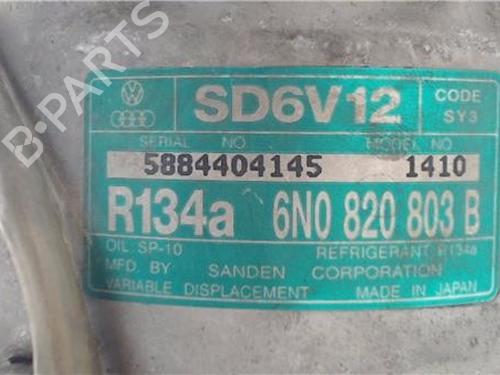 B-PARTS
SD6V12 CODE
SY3
SERIAL NO MODEL NO
5884404145 1410
R134a 6N0 820 803 B
OIL SP-10 REFRIGERANT R134a
MFD. BY SANDEN CORPORATION
VARIABLE DISPLACEMENT MADE IN JAPAN